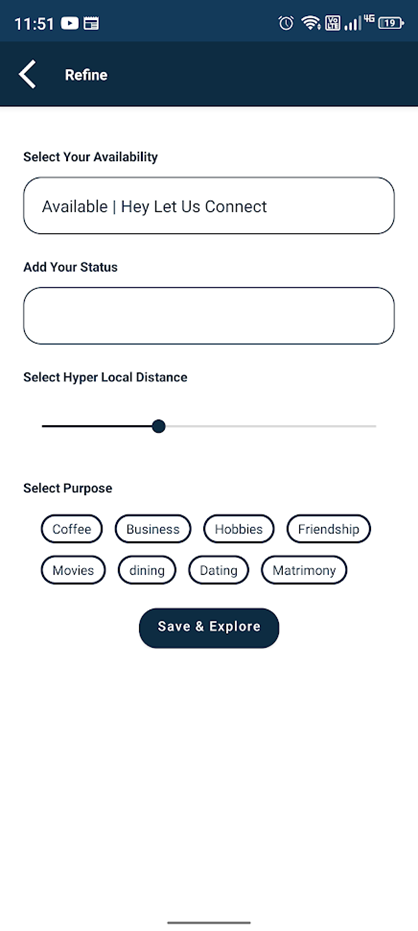 11:51 Vo LTE 4G 19
Refine
Select Your Availability
Available | Hey Let Us Connect
Add Your Status
Select Hyper Local Distance
Select Purpose
Coffee Business Hobbies Friendship
Movies dining Dating Matrimony
Save & Explore